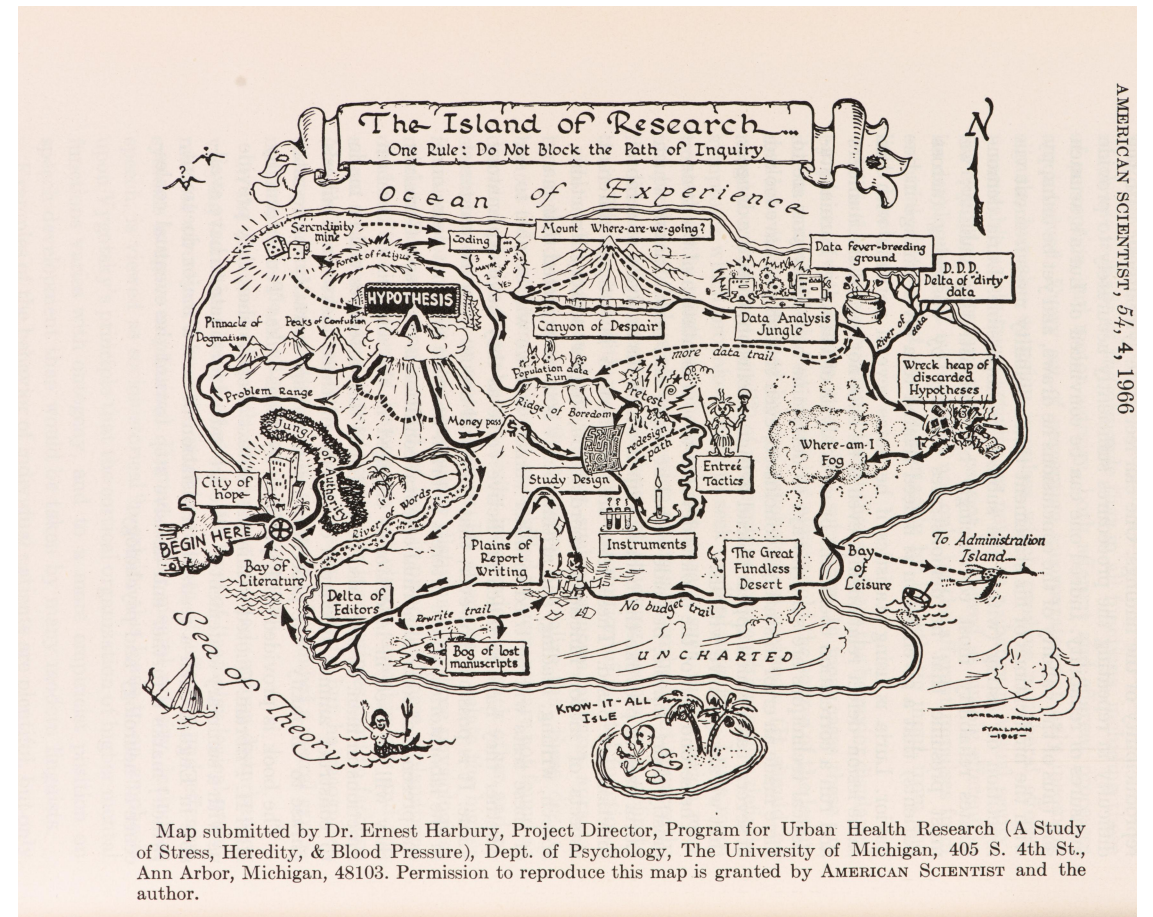 The Island of Research...
One Rule: Do Not Block the Path of Inquiry
N
AMERICAN SCIENTIST, 54, 4, 1966
Ocean of Experience
Serendipity
mine
Forest of Fatigue
Coding
3
MAYBE
2
NO
YES
Mount Where-are-we-going?
Data fever-breeding
ground
D.D.D.
Delta of "dirty"
data
HYPOTHESIS
Pinnacle of
Dogmatism
Peaks of Confusion
Canyon of Despair
Data Analysis
Jungle
River of
data
more data trail
Population data
Run
Wreck heap of
discarded
Hypotheses
Problem Range
Pretest
Ridge of Boredom
Money pass
redesign
path
Jungle of
Authority
Where-am-I
Fog
Entreé
Tactics
City of
hope
Study Design
River of Words
BEGIN HERE
Instruments
Plains of
Report
Writing
The Great
Fundless
Desert
Bay
of
Leisure
To Administration
Island
Bay of
Literature
Delta of
Editors
Rewrite trail
No budget trail
Bog of lost
manuscripts
UNCHARTED
Sea of Theory
KNOW-IT-ALL
ISLE
STALLMAN
-1965-
Map submitted by Dr. Ernest Harbury, Project Director, Program for Urban Health Research (A Study
of Stress, Heredity, & Blood Pressure), Dept. of Psychology, The University of Michigan, 405 S. 4th St.,
Ann Arbor, Michigan, 48103. Permission to reproduce this map is granted by AMERICAN SCIENTIST and the
author.